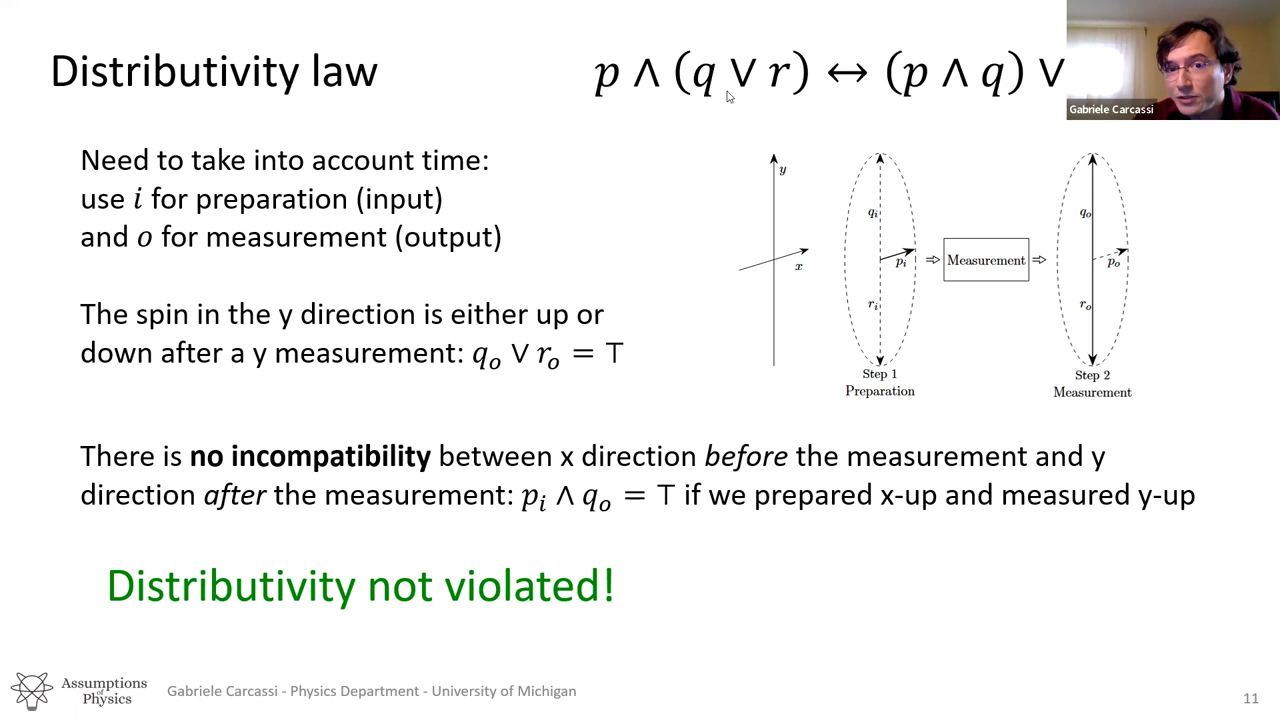 Distributivity law
p ∧ (q ∨ r) ↔ (p ∧ q) ∨
Gabriele Carcassi
Need to take into account time:
use i for preparation (input)
and o for measurement (output)
The spin in the y direction is either up or
down after a y measurement: qₒ ∨ rₒ = ⊤
y
x
qᵢ
pᵢ
rᵢ
Step 1
Preparation
⇨ Measurement ⇨
qₒ
pₒ
rₒ
Step 2
Measurement
There is no incompatibility between x direction before the measurement and y
direction after the measurement: pᵢ ∧ qₒ = ⊤ if we prepared x-up and measured y-up
Distributivity not violated!
Assumptions
of
Physics
Gabriele Carcassi - Physics Department - University of Michigan
11